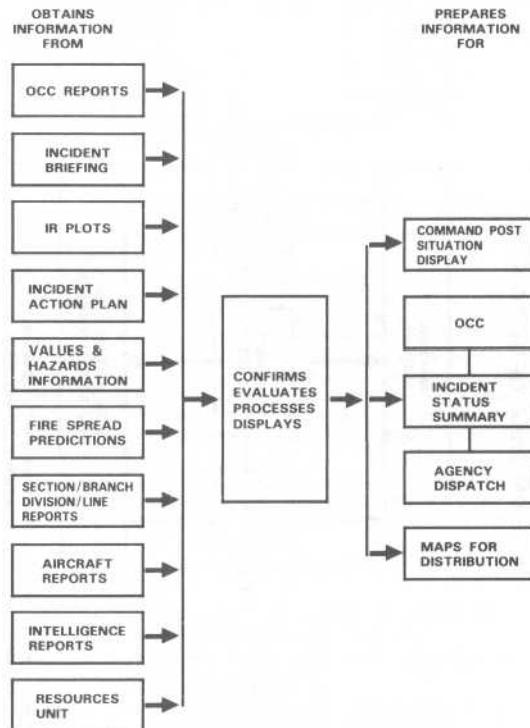 OBTAINS
INFORMATION
FROM
PREPARES
INFORMATION
FOR
OCC REPORTS
INCIDENT
BRIEFING
IR PLOTS
INCIDENT
ACTION PLAN
VALUES &
HAZARDS
INFORMATION
FIRE SPREAD
PREDICITIONS
SECTION/BRANCH
DIVISION/LINE
REPORTS
AIRCRAFT
REPORTS
INTELLIGENCE
REPORTS
RESOURCES
UNIT
CONFIRMS
EVALUATES
PROCESSES
DISPLAYS
COMMAND POST
SITUATION
DISPLAY
OCC
INCIDENT
STATUS
SUMMARY
AGENCY
DISPATCH
MAPS FOR
DISTRIBUTION